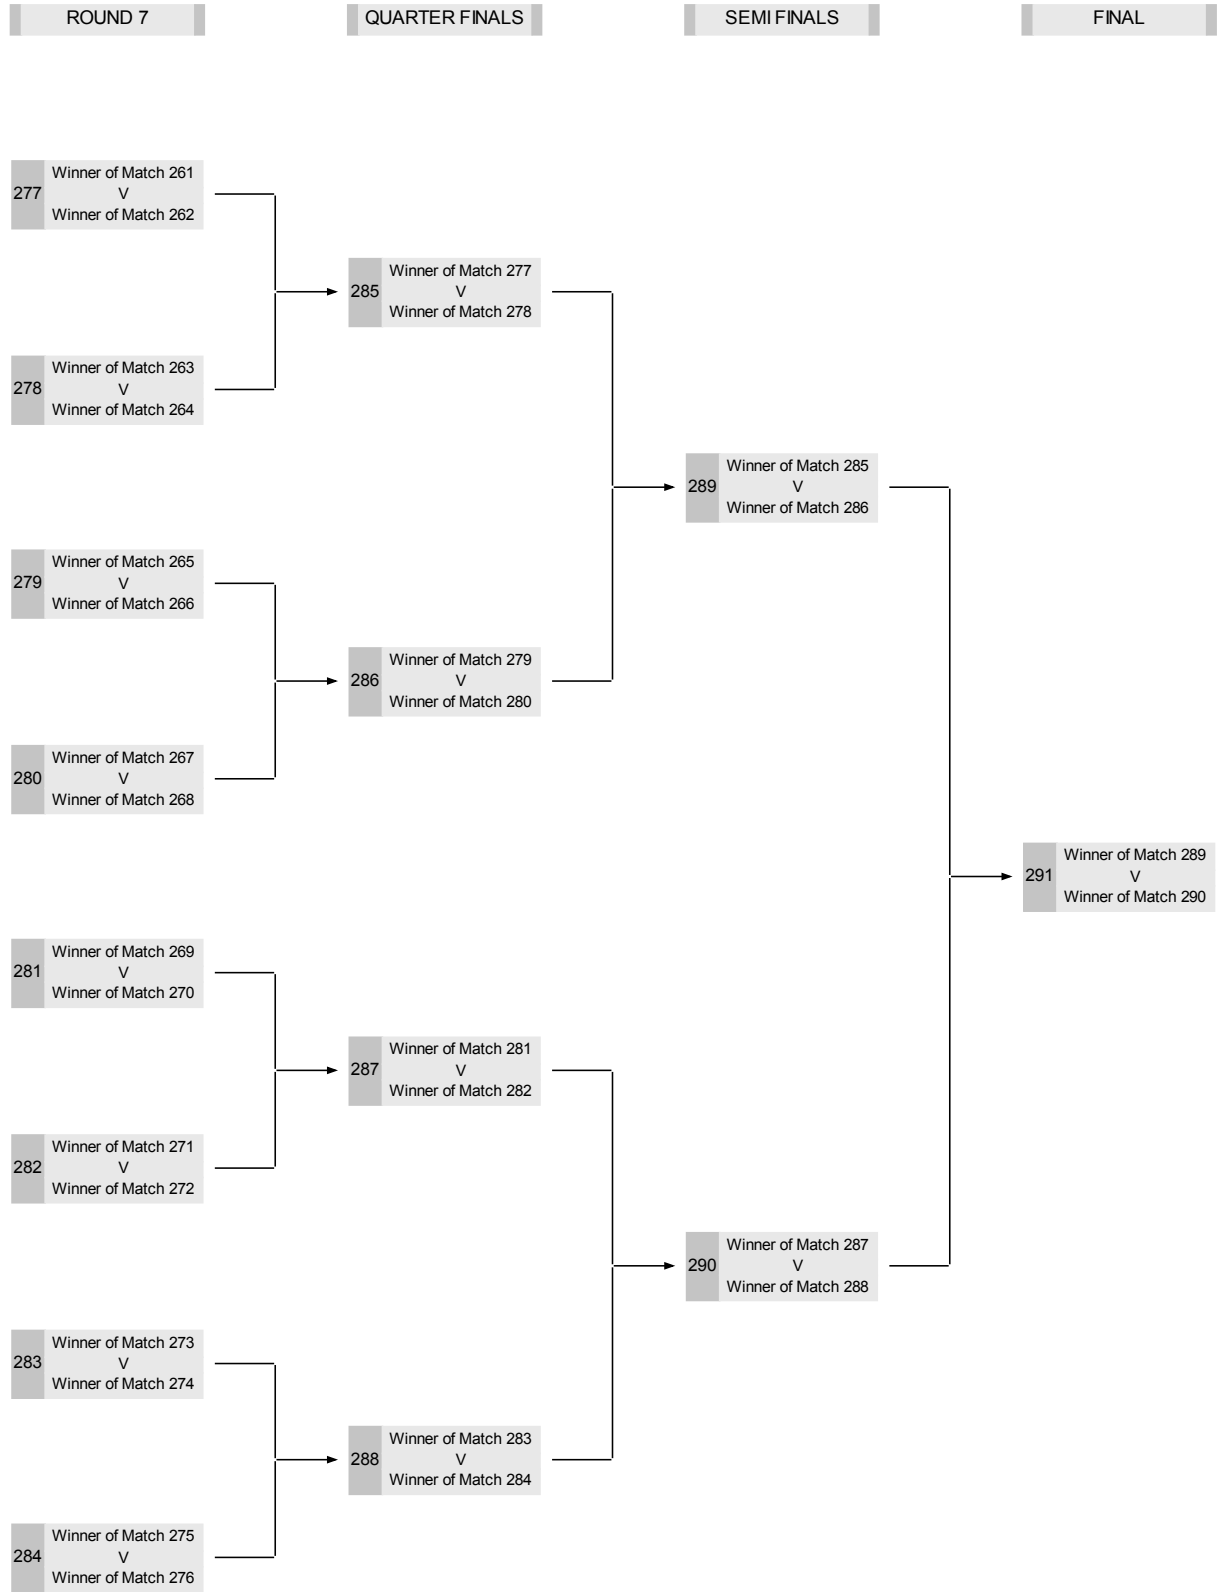 ROUND 7
QUARTER FINALS
SEMI FINALS
FINAL
277
Winner of Match 261
V
Winner of Match 262
278
Winner of Match 263
V
Winner of Match 264
279
Winner of Match 265
V
Winner of Match 266
280
Winner of Match 267
V
Winner of Match 268
281
Winner of Match 269
V
Winner of Match 270
282
Winner of Match 271
V
Winner of Match 272
283
Winner of Match 273
V
Winner of Match 274
284
Winner of Match 275
V
Winner of Match 276
285
Winner of Match 277
V
Winner of Match 278
286
Winner of Match 279
V
Winner of Match 280
287
Winner of Match 281
V
Winner of Match 282
288
Winner of Match 283
V
Winner of Match 284
289
Winner of Match 285
V
Winner of Match 286
290
Winner of Match 287
V
Winner of Match 288
291
Winner of Match 289
V
Winner of Match 290